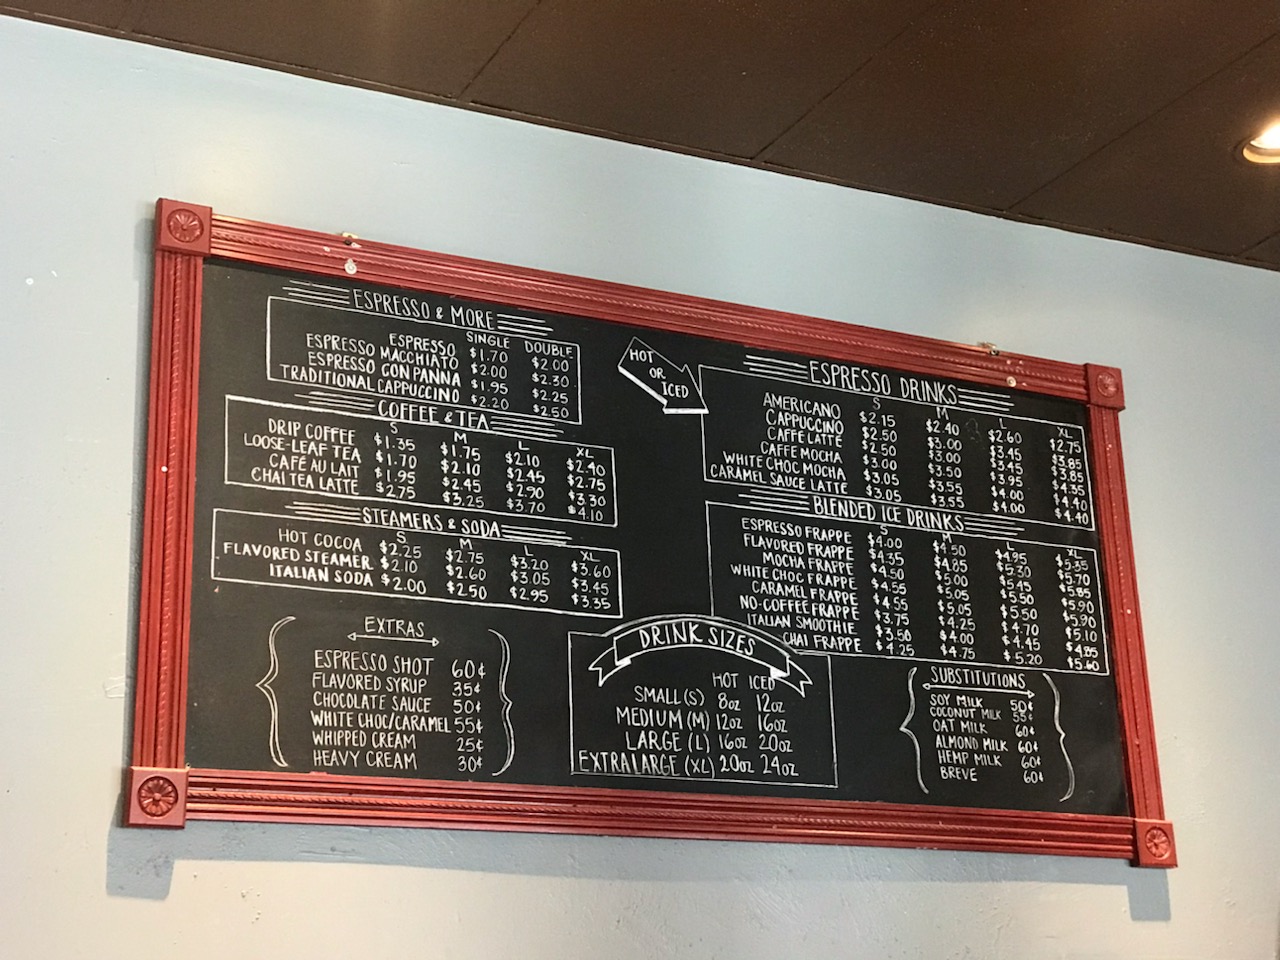 ESPRESSO & MORE
SINGLE DOUBLE
ESPRESSO $1.70 $2.00
ESPRESSO MACCHIATO $2.00 $2.30
ESPRESSO CON PANNA $1.95 $2.25
TRADITIONAL CAPPUCCINO $2.20 $2.50
COFFEE & TEA
S M L XL
DRIP COFFEE $1.35 $1.75 $2.10 $2.40
LOOSE-LEAF TEA $1.70 $2.10 $2.45 $2.75
CAFÉ AU LAIT $1.95 $2.45 $2.90 $3.30
CHAI TEA LATTE $2.75 $3.25 $3.70 $4.10
STEAMERS & SODA
S M L XL
HOT COCOA $2.25 $2.75 $3.20 $3.60
FLAVORED STEAMER $2.10 $2.60 $3.05 $3.45
ITALIAN SODA $2.00 $2.50 $2.95 $3.35
EXTRAS
ESPRESSO SHOT 60¢
FLAVORED SYRUP 35¢
CHOCOLATE SAUCE 50¢
WHITE CHOC/CARAMEL 55¢
WHIPPED CREAM 25¢
HEAVY CREAM 30¢
HOT
OR
ICED
ESPRESSO DRINKS
S M L XL
AMERICANO $2.15 $2.40 $2.60 $2.75
CAPPUCCINO $2.50 $3.00 $3.45 $3.85
CAFFE LATTE $2.50 $3.00 $3.45 $3.85
CAFFE MOCHA $3.00 $3.50 $3.95 $4.35
WHITE CHOC MOCHA $3.05 $3.55 $4.00 $4.40
CARAMEL SAUCE LATTE $3.05 $3.55 $4.00 $4.40
BLENDED ICE DRINKS
S M L XL
ESPRESSO FRAPPE $4.00 $4.50 $4.95 $5.35
FLAVORED FRAPPE $4.35 $4.85 $5.30 $5.70
MOCHA FRAPPE $4.50 $5.00 $5.45 $5.85
WHITE CHOC FRAPPE $4.55 $5.05 $5.50 $5.90
CARAMEL FRAPPE $4.55 $5.05 $5.50 $5.90
NO-COFFEE FRAPPE $3.75 $4.25 $4.70 $5.10
ITALIAN SMOOTHIE $3.50 $4.00 $4.45 $4.85
CHAI FRAPPE $4.25 $4.75 $5.20 $5.60
DRINK SIZES
HOT ICED
SMALL (S) 8oz 12oz
MEDIUM (M) 12oz 16oz
LARGE (L) 16oz 20oz
EXTRA LARGE (XL) 20oz 24oz
SUBSTITUTIONS
SOY MILK 50¢
COCONUT MILK 55¢
OAT MILK 60¢
ALMOND MILK 60¢
HEMP MILK 60¢
BREVE 60¢